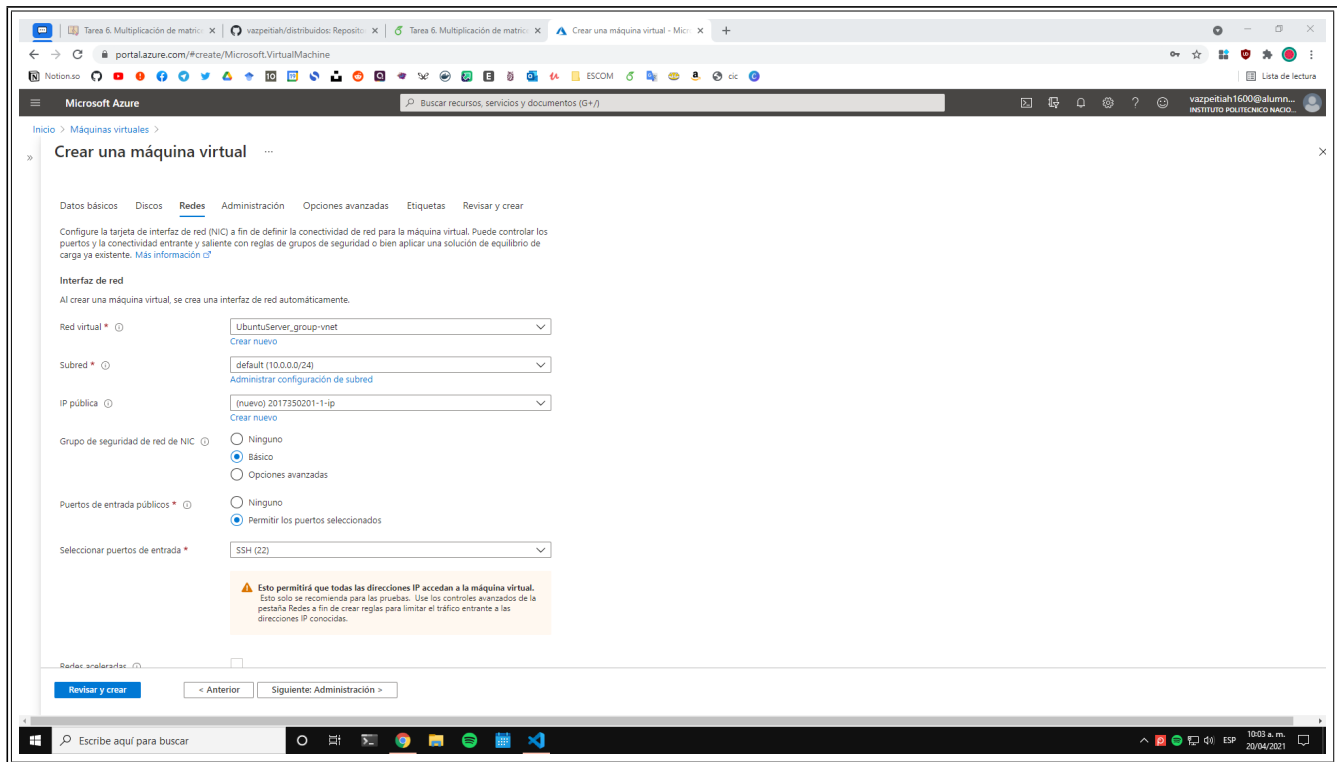 Tarea 6. Multiplicación de matric
vazpeitiah/distribuidos: Reposito
Tarea 6. Multiplicación de matric
Crear una máquina virtual - Micr
portal.azure.com/#create/Microsoft.VirtualMachine
Notion.so
ESCOM
cic
Lista de lectura
Microsoft Azure
Buscar recursos, servicios y documentos (G+/)
vazpeitiah1600@alumn...
INSTITUTO POLITECNICO NACIO...
Inicio > Máquinas virtuales >
Crear una máquina virtual ...
Datos básicos Discos Redes Administración Opciones avanzadas Etiquetas Revisar y crear
Configure la tarjeta de interfaz de red (NIC) a fin de definir la conectividad de red para la máquina virtual. Puede controlar los
puertos y la conectividad entrante y saliente con reglas de grupos de seguridad o bien aplicar una solución de equilibrio de
carga ya existente. Más información
Interfaz de red
Al crear una máquina virtual, se crea una interfaz de red automáticamente.
Red virtual * UbuntuServer_group-vnet
Crear nuevo
Subred * default (10.0.0.0/24)
Administrar configuración de subred
IP pública (nuevo) 2017350201-1-ip
Crear nuevo
Grupo de seguridad de red de NIC Ninguno
Básico
Opciones avanzadas
Puertos de entrada públicos * Ninguno
Permitir los puertos seleccionados
Seleccionar puertos de entrada * SSH (22)
Esto permitirá que todas las direcciones IP accedan a la máquina virtual.
Esto solo se recomienda para las pruebas. Use los controles avanzados de la
pestaña Redes a fin de crear reglas para limitar el tráfico entrante a las
direcciones IP conocidas.
Redes aceleradas
Revisar y crear < Anterior Siguiente: Administración >
Escribe aquí para buscar
ESP
10:03 a. m.
20/04/2021